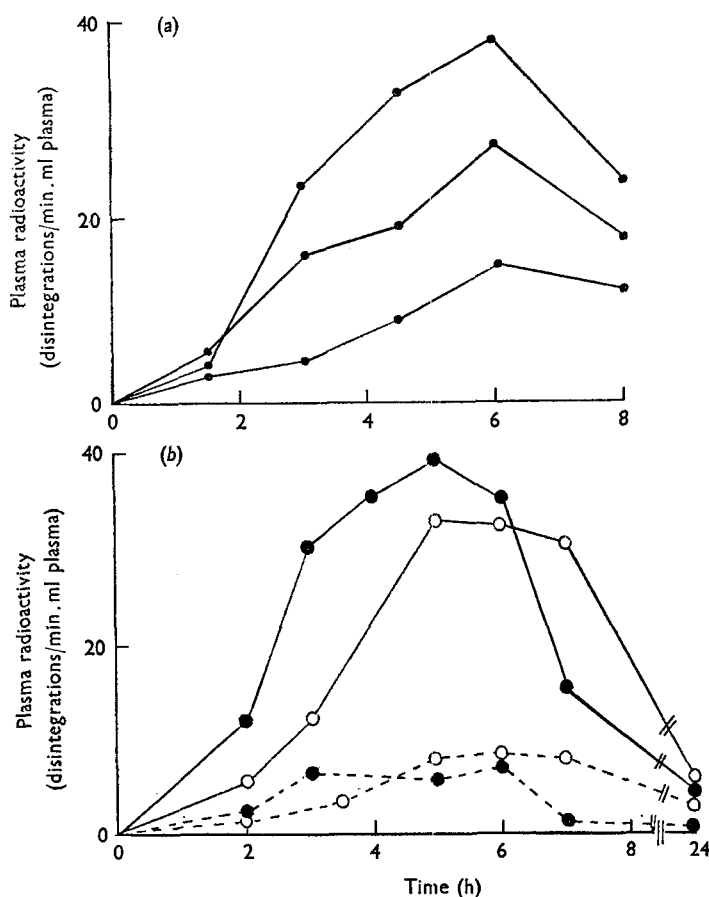 (a)
40
20
0
Plasma radioactivity
(disintegrations/min.ml plasma)
0 2 4 6 8
(b)
40
20
0
Plasma radioactivity
(disintegrations/min.ml plasma)
0 2 4 6 8 24
Time (h)